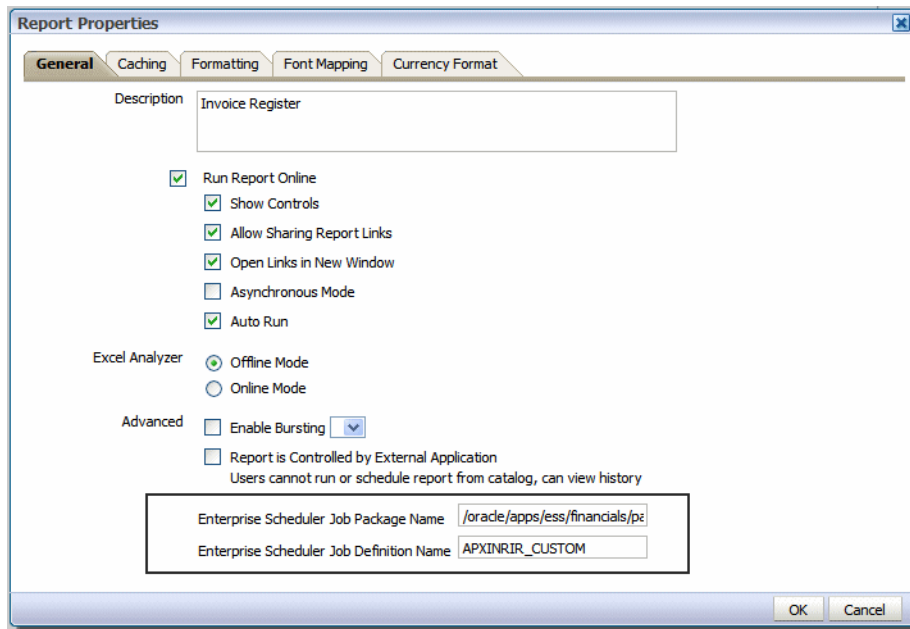 Report Properties
General Caching Formatting Font Mapping Currency Format
Description Invoice Register
Run Report Online
Show Controls
Allow Sharing Report Links
Open Links in New Window
Asynchronous Mode
Auto Run
Excel Analyzer Offline Mode
Online Mode
Advanced Enable Bursting
Report is Controlled by External Application
Users cannot run or schedule report from catalog, can view history
Enterprise Scheduler Job Package Name /oracle/apps/ess/financials/pa
Enterprise Scheduler Job Definition Name APXINRIR_CUSTOM
OK Cancel